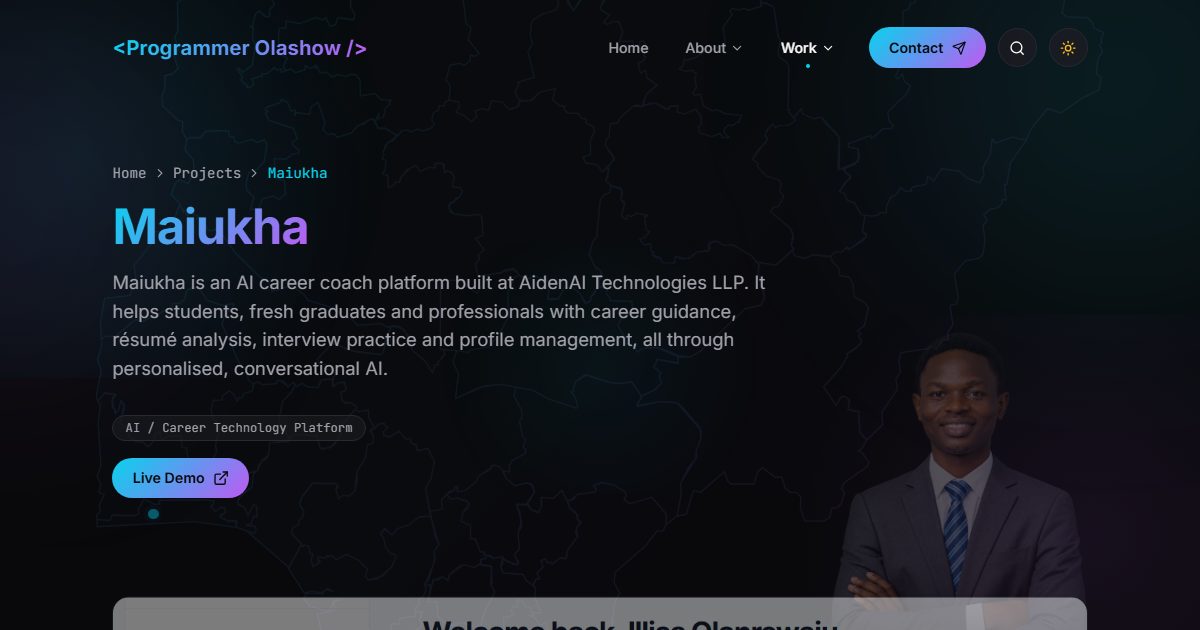 <Programmer Olashow />
Home
About
Work
Contact
Home > Projects > Maiukha
Maiukha
Maiukha is an AI career coach platform built at AidenAI Technologies LLP. It
helps students, fresh graduates and professionals with career guidance,
résumé analysis, interview practice and profile management, all through
personalised, conversational AI.
AI / Career Technology Platform
Live Demo
Welcome back,